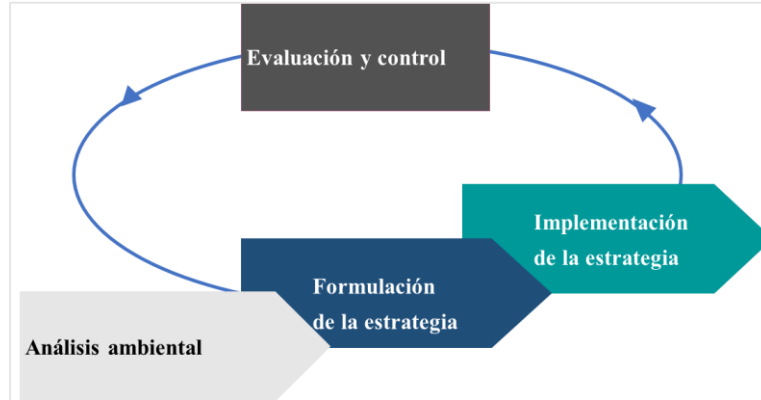 Evaluación y control
Implementación
de la estrategia
Formulación
de la estrategia
Análisis ambiental